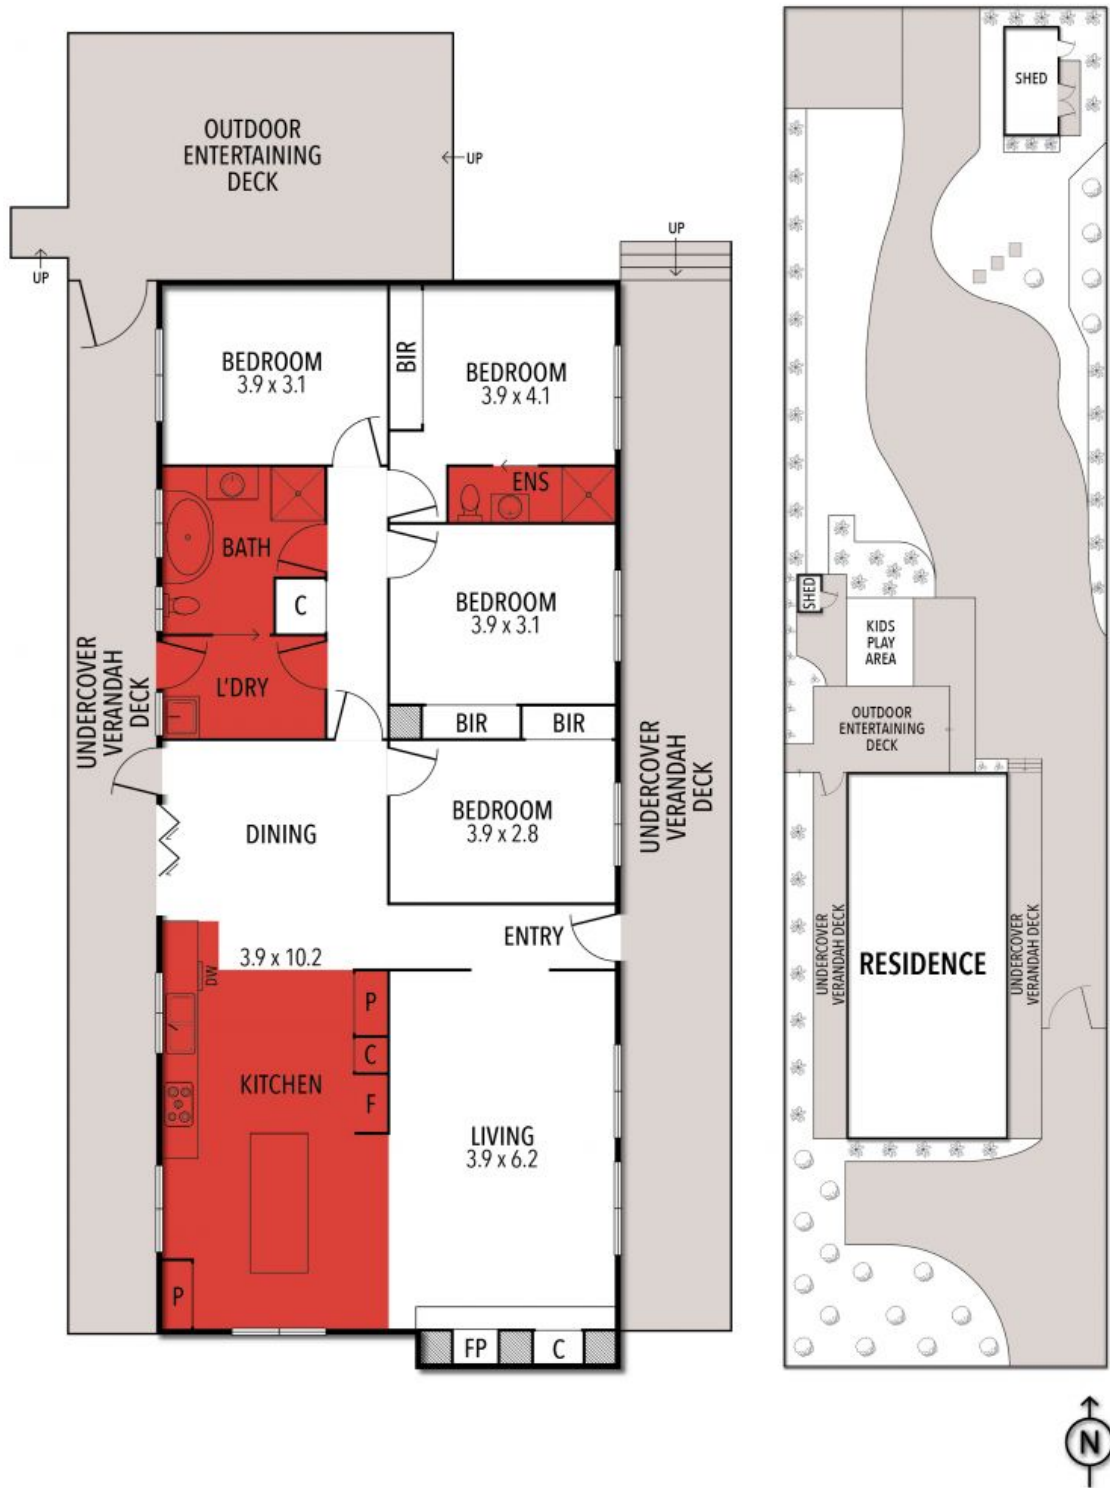 OUTDOOR
ENTERTAINING
DECK
UP
UP
UP
BEDROOM
3.9 x 3.1
BIR
BEDROOM
3.9 x 4.1
ENS
BATH
C
BEDROOM
3.9 x 3.1
L'DRY
BIR
BIR
UNDERCOVER
VERANDAH
DECK
DINING
BEDROOM
3.9 x 2.8
UNDERCOVER
VERANDAH
DECK
ENTRY
3.9 x 10.2
DW
P
C
F
KITCHEN
LIVING
3.9 x 6.2
P
FP
C
SHED
SHED
KIDS
PLAY
AREA
OUTDOOR
ENTERTAINING
DECK
UNDERCOVER
VERANDAH DECK
RESIDENCE
UNDERCOVER
VERANDAH DECK
N